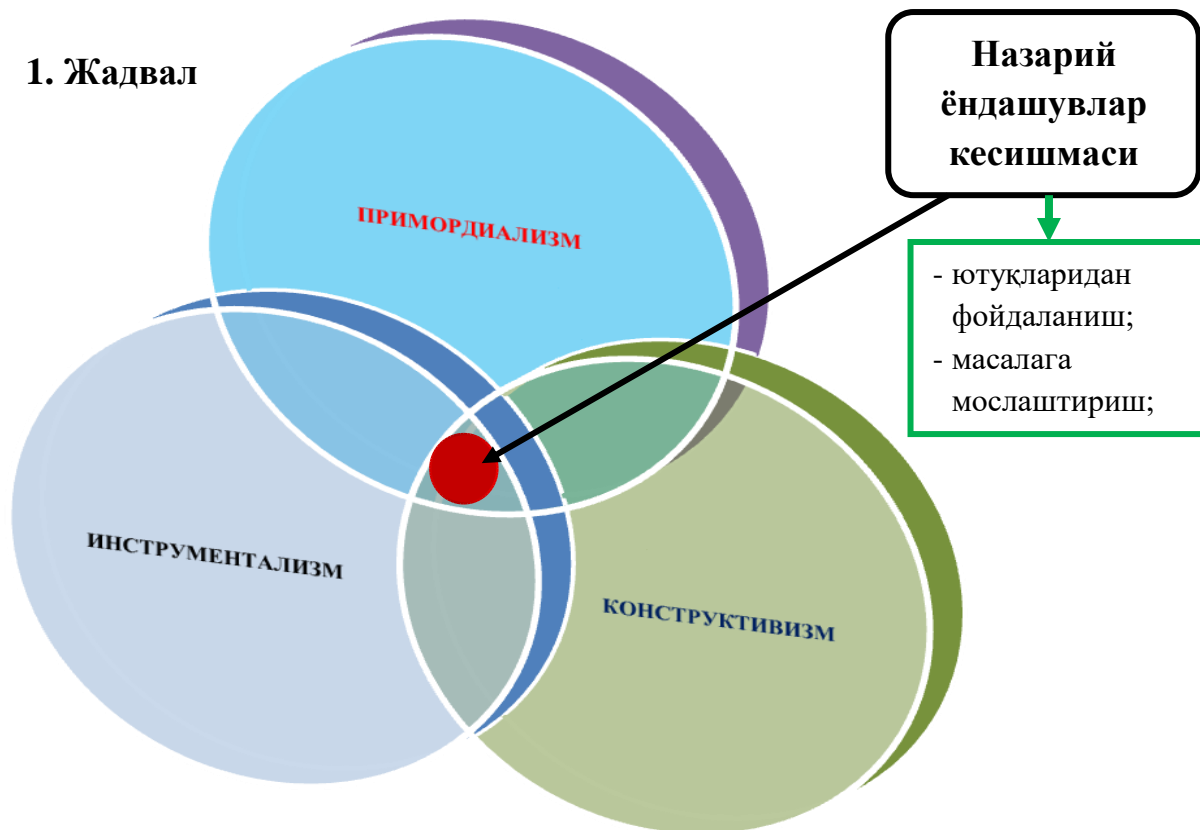 1. Жадвал
Назарий
ёндашувлар
кесишмаси
ПРИМОРДИАЛИЗМ
- ютуқларидан
фойдаланиш;
- масалага
мослаштириш;
ИНСТРУМЕНТАЛИЗМ
КОНСТРУКТИВИЗМ